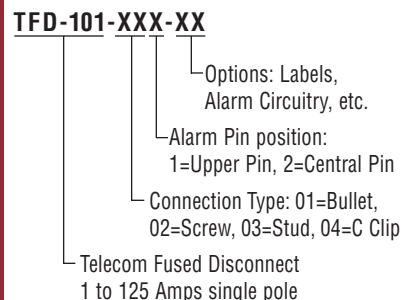 TFD-101-XXX-XX
Options: Labels,
Alarm Circuitry, etc.
Alarm Pin position:
1=Upper Pin, 2=Central Pin
Connection Type: 01=Bullet,
02=Screw, 03=Stud, 04=C Clip
Telecom Fused Disconnect
1 to 125 Amps single pole